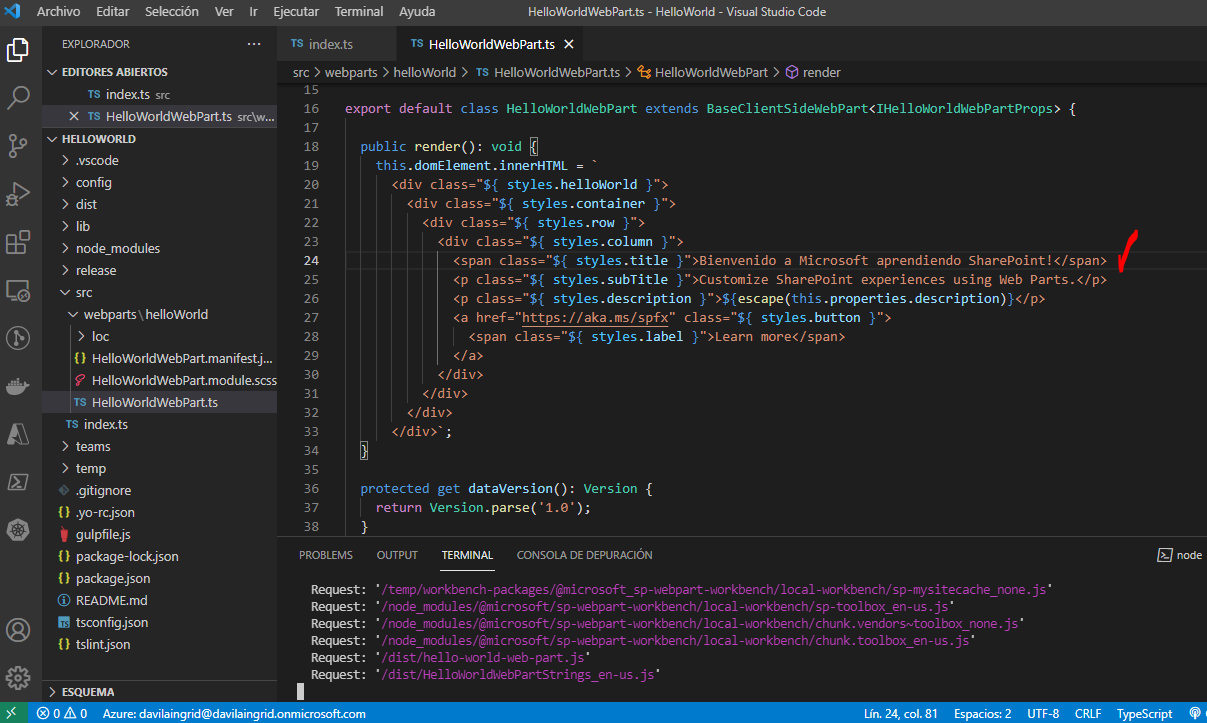 Archivo Editar Selección Ver Ir Ejecutar Terminal Ayuda HelloWorldWebPart.ts - HelloWorld - Visual Studio Code
EXPLORADOR ···
EDITORES ABIERTOS
TS index.ts src
TS HelloWorldWebPart.ts src\w...
HELLOWORLD
.vscode
config
dist
lib
node_modules
release
src
webparts\helloWorld
loc
{} HelloWorldWebPart.manifest.j...
HelloWorldWebPart.module.scss
TS HelloWorldWebPart.ts
TS index.ts
teams
temp
.gitignore
{} .yo-rc.json
gulpfile.js
{} package-lock.json
{} package.json
README.md
tsconfig.json
{} tslint.json
ESQUEMA
TS index.ts TS HelloWorldWebPart.ts
src > webparts > helloWorld > TS HelloWorldWebPart.ts > HelloWorldWebPart > render
15
16 export default class HelloWorldWebPart extends BaseClientSideWebPart<IHelloWorldWebPartProps> {
17
18 public render(): void {
19 this.domElement.innerHTML = `
20 <div class="${ styles.helloWorld }">
21 <div class="${ styles.container }">
22 <div class="${ styles.row }">
23 <div class="${ styles.column }">
24 <span class="${ styles.title }">Bienvenido a Microsoft aprendiendo SharePoint!</span>
25 <p class="${ styles.subTitle }">Customize SharePoint experiences using Web Parts.</p>
26 <p class="${ styles.description }">${escape(this.properties.description)}</p>
27 <a href="https://aka.ms/spfx" class="${ styles.button }">
28 <span class="${ styles.label }">Learn more</span>
29 </a>
30 </div>
31 </div>
32 </div>
33 </div>`;
34 }
35
36 protected get dataVersion(): Version {
37 return Version.parse('1.0');
38 }
PROBLEMS OUTPUT TERMINAL CONSOLA DE DEPURACIÓN node
Request: '/temp/workbench-packages/@microsoft_sp-webpart-workbench/local-workbench/sp-mysitecache_none.js'
Request: '/node_modules/@microsoft/sp-webpart-workbench/local-workbench/sp-toolbox_en-us.js'
Request: '/node_modules/@microsoft/sp-webpart-workbench/local-workbench/chunk.vendors~toolbox_none.js'
Request: '/node_modules/@microsoft/sp-webpart-workbench/local-workbench/chunk.toolbox_en-us.js'
Request: '/dist/hello-world-web-part.js'
Request: '/dist/HelloWorldWebPartStrings_en-us.js'
0 0 Azure: davilaingrid@davilaingrid.onmicrosoft.com Lín. 24, col. 81 Espacios: 2 UTF-8 CRLF TypeScript